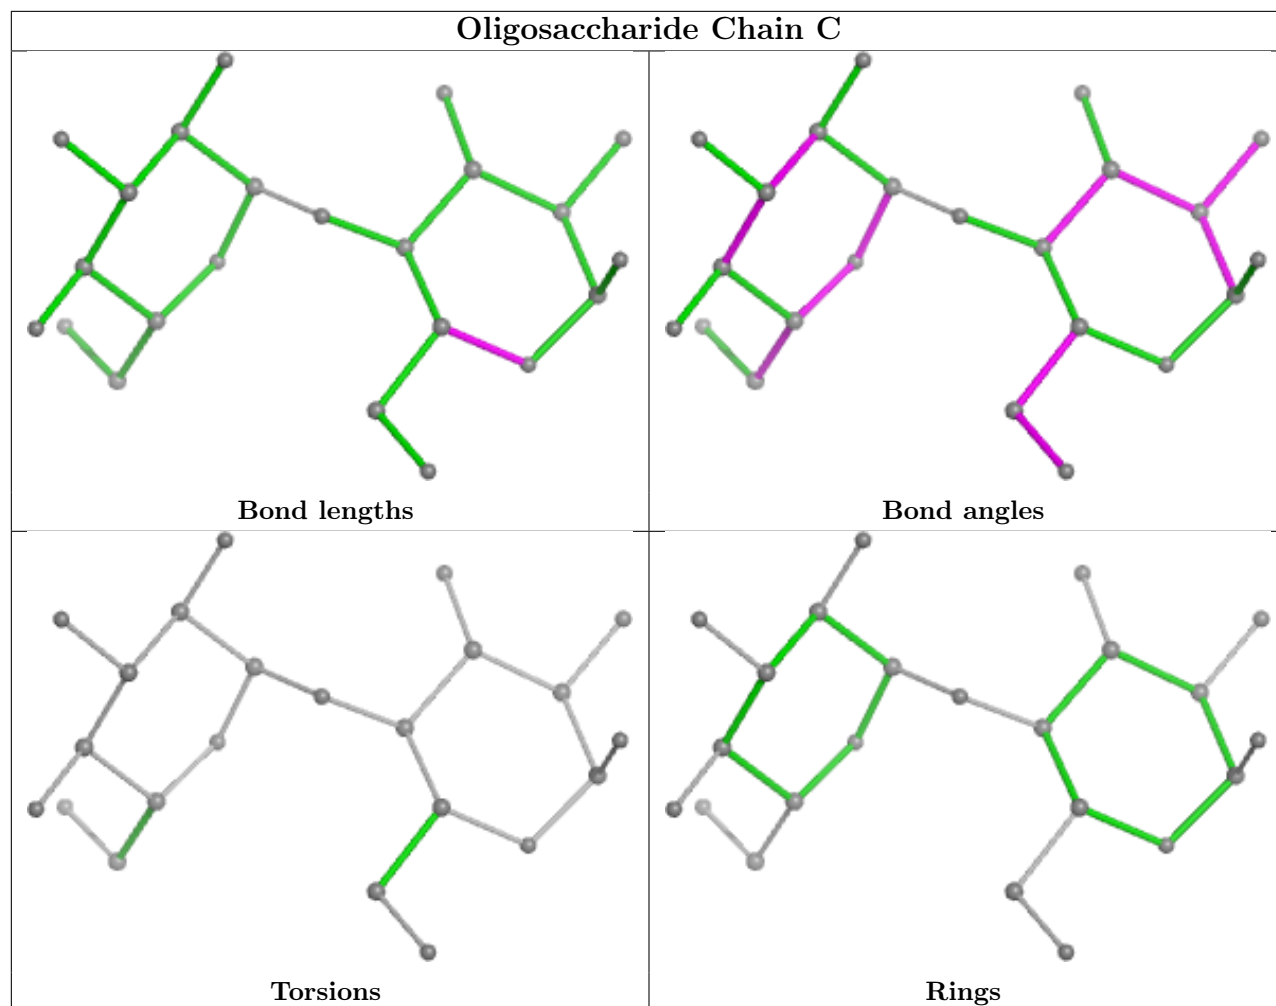 Oligosaccharide Chain C
Bond lengths
Bond angles
Torsions
Rings